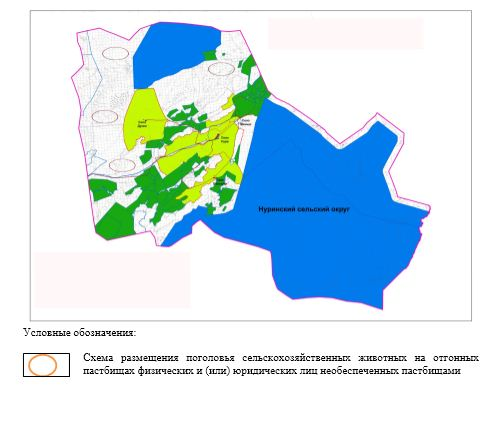 Нуринский сельский округ
Условные обозначения:
Схема размещения поголовья сельскохозяйственных животных на отгонных
пастбищах физических и (или) юридических лиц необеспеченных пастбищами